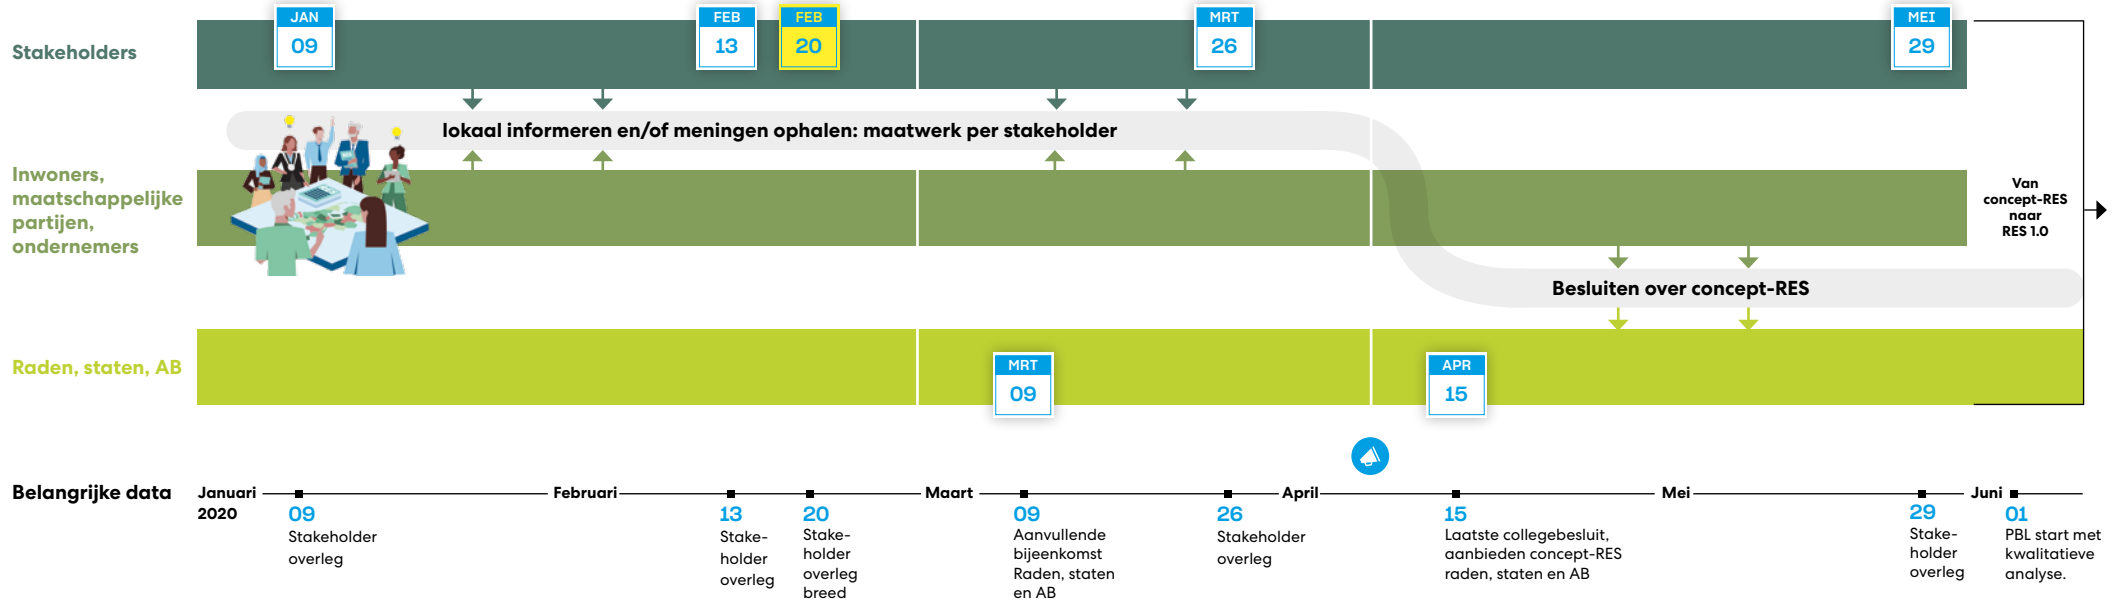 JAN
09
FEB
13
FEB
20
MRT
26
MEI
29
Stakeholders
lokaal informeren en/of meningen ophalen: maatwerk per stakeholder
Inwoners,
maatschappelijke
partijen,
ondernemers
Van
concept-RES
naar
RES 1.0
Besluiten over concept-RES
Raden, staten, AB
MRT
09
APR
15
Belangrijke data
Januari
2020
Februari
Maart
April
Mei
Juni
09
Stakeholder
overleg
13
Stake-
holder
overleg
20
Stake-
holder
overleg
breed
09
Aanvullende
bijeenkomst
Raden, staten
en AB
26
Stakeholder
overleg
15
Laatste collegebesluit,
aanbieden concept-RES
raden, staten en AB
29
Stake-
holder
overleg
01
PBL start met
kwalitatieve
analyse.